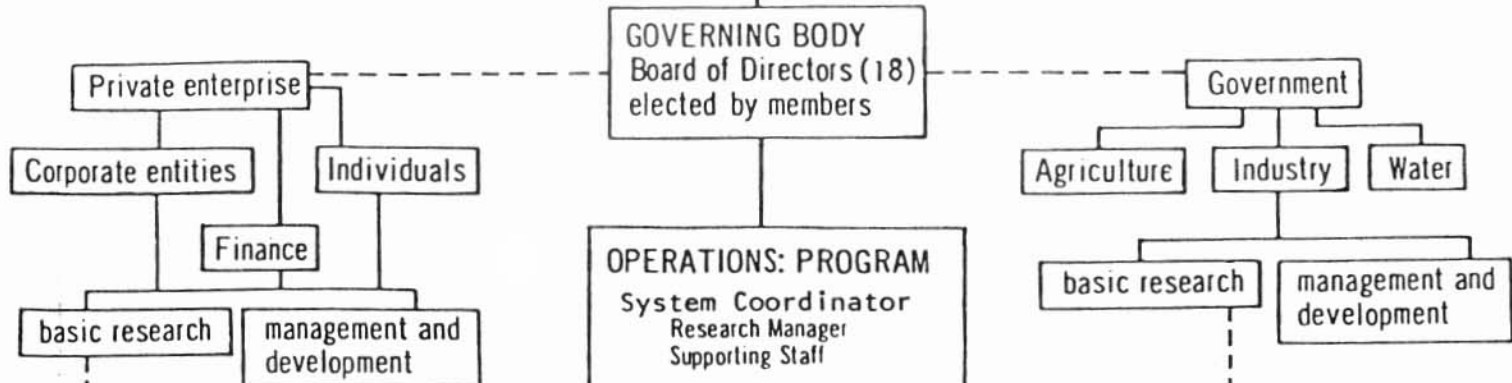 GOVERNING BODY
Board of Directors (18)
elected by members
Private enterprise
Government
Corporate entities
Individuals
Agriculture
Industry
Water
Finance
OPERATIONS: PROGRAM
System Coordinator
Research Manager
Supporting Staff
basic research
management and
development
basic research
management and
development